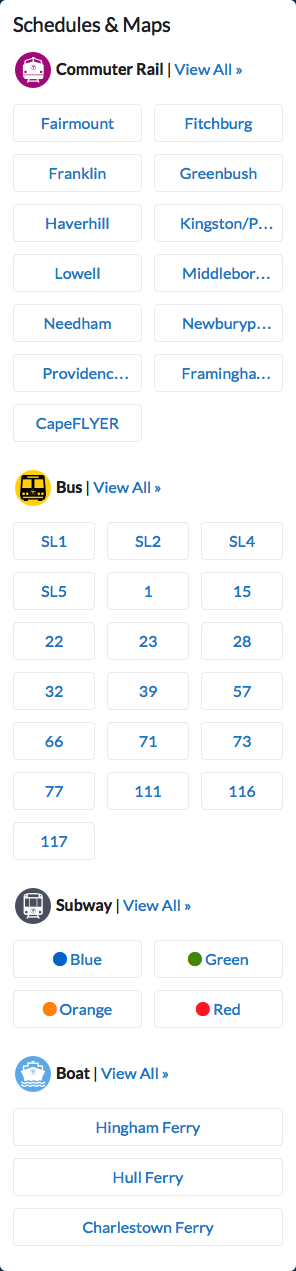 Schedules & Maps
Commuter Rail | View All »
Fairmount Fitchburg
Franklin Greenbush
Haverhill Kingston/P...
Lowell Middlebor...
Needham Newburyp...
Providenc... Framingha...
CapeFLYER
Bus | View All »
SL1 SL2 SL4
SL5 1 15
22 23 28
32 39 57
66 71 73
77 111 116
117
Subway | View All »
Blue Green
Orange Red
Boat | View All »
Hingham Ferry
Hull Ferry
Charlestown Ferry